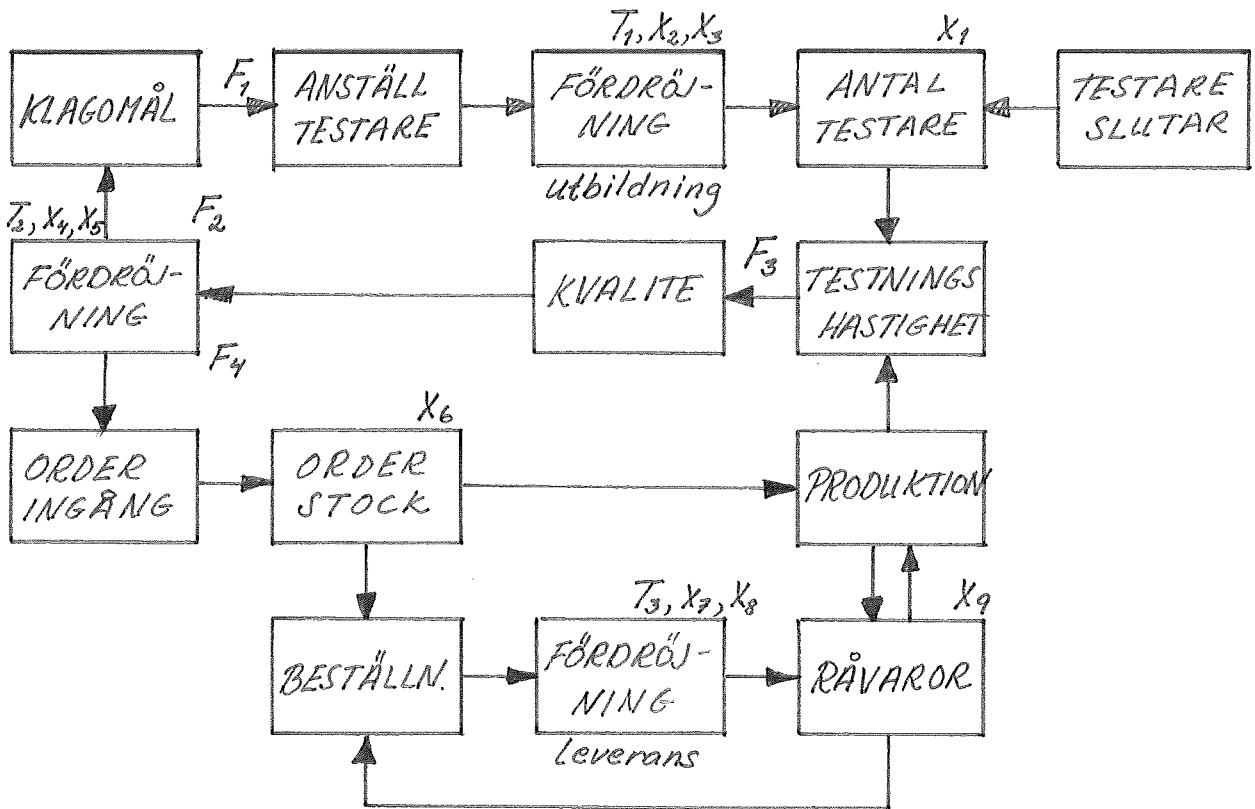 T1, X2, X3
X1
KLAGOMÅL
F1
ANSTÄLL
TESTARE
FÖRDRÖJ-
NING
utbildning
ANTAL
TESTARE
TESTARE
SLUTAR
T2, X4, X5
F2
FÖRDRÖJ-
NING
F4
KVALITE
F3
TESTNINGS
HASTIGHET
X6
ORDER
INGÅNG
ORDER
STOCK
PRODUKTION
T3, X7, X8
X9
BESTÄLLN.
FÖRDRÖJ-
NING
leverans
RÅVAROR